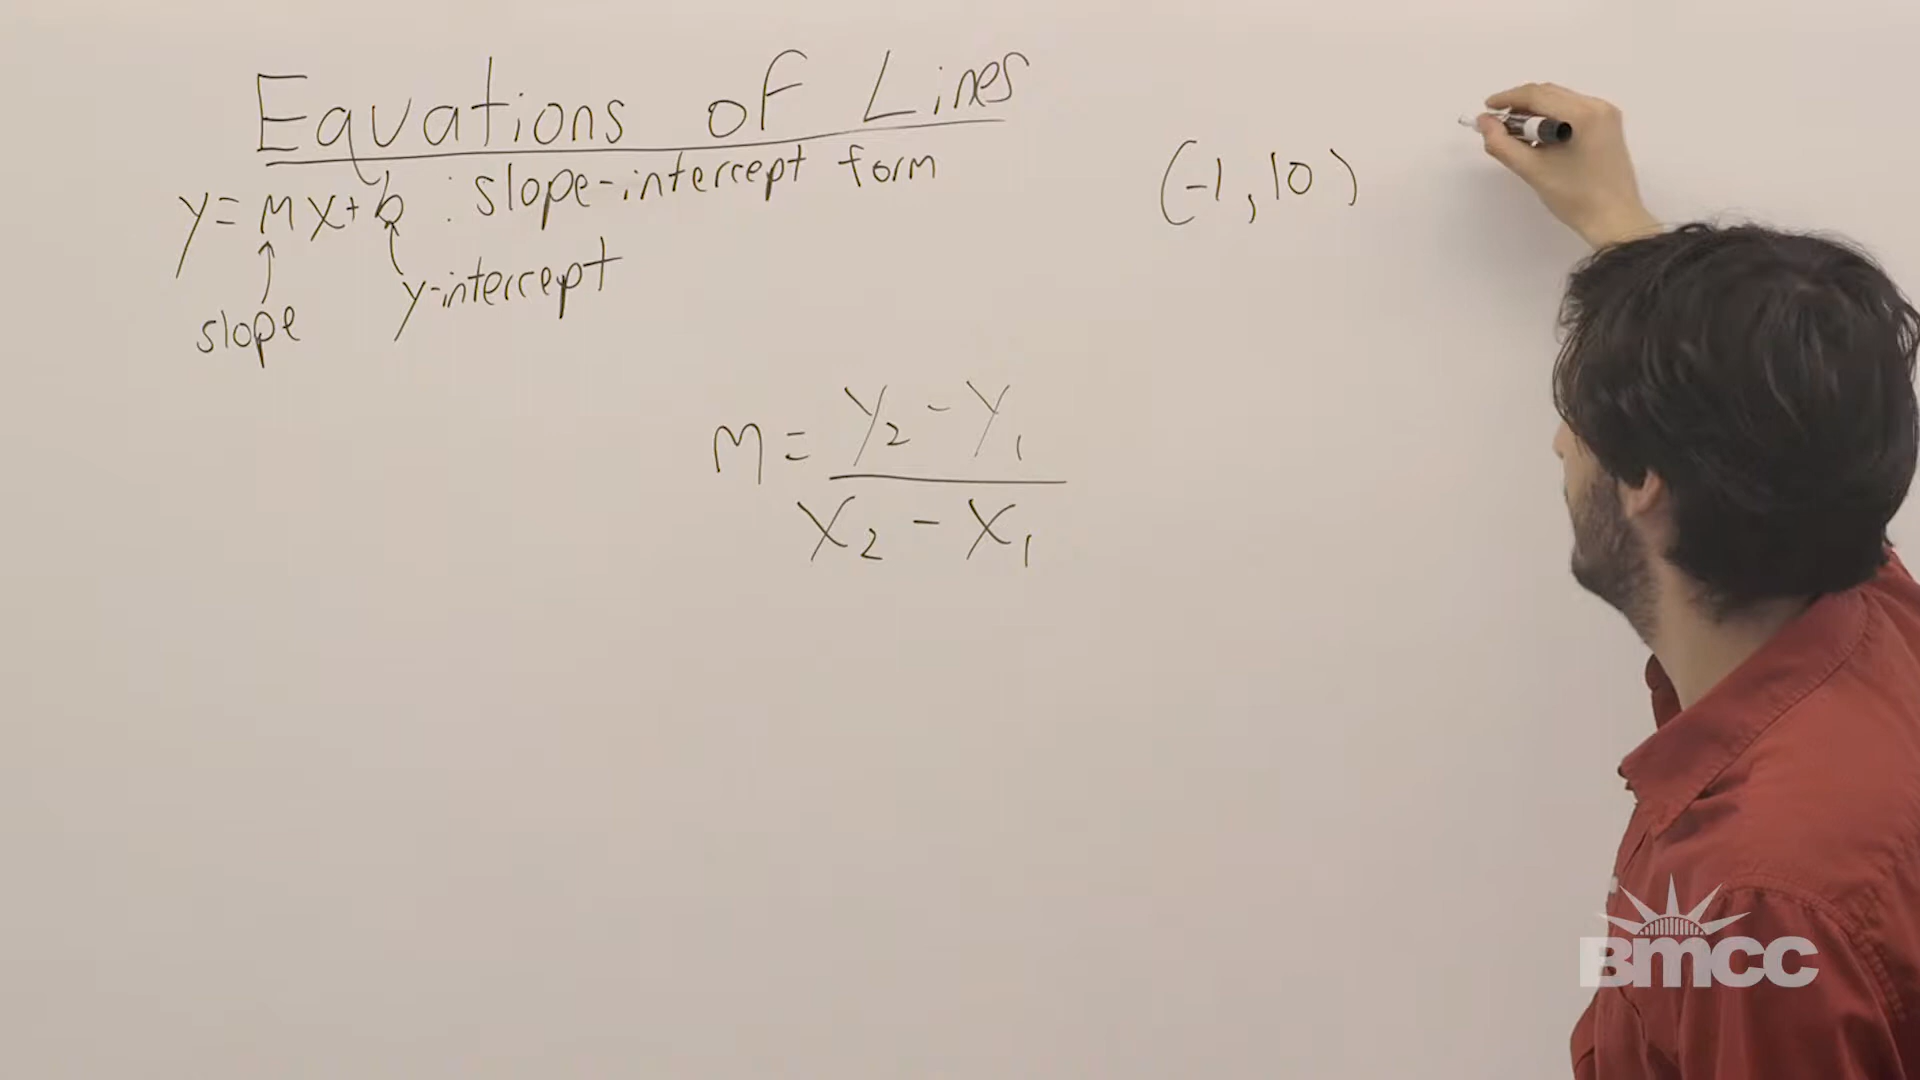 Equations of Lines
y = mx + b : slope-intercept form
slope
y-intercept
(-1, 10)
m = y₂ - y₁
x₂ - x₁
BMCC